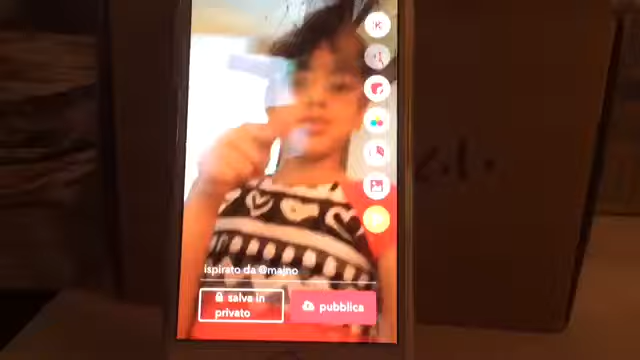 ispirato da @maino
salva in
privato
pubblica